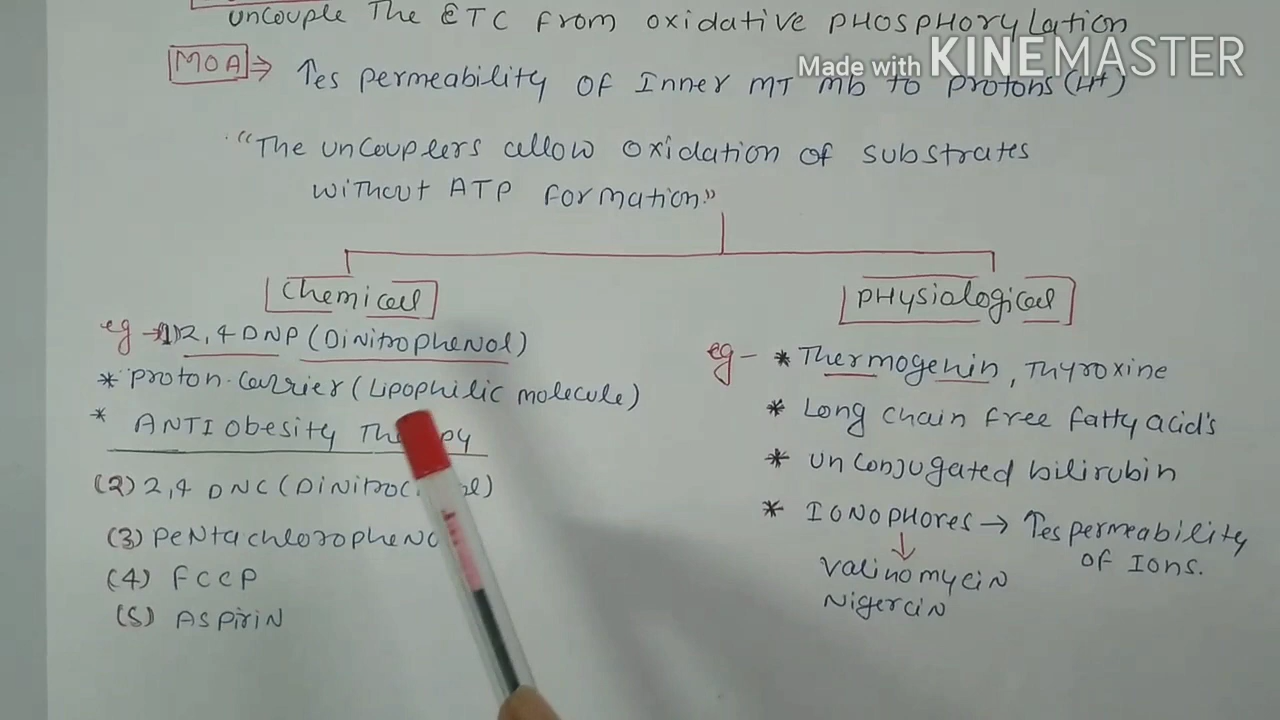 uncouple The ETC from oxidative PHOSPHORYlation
Made with KINEMASTER
MOA ⇒ ↑es permeability of Inner MT Mb to Protons (H+)
"The uncouplers allow oxidation of substrates
without ATP formation."
Chemical
PHysiological
eg → 1) 2,4 DNP (Dinitrophenol)
* Proton carrier (Lipophilic molecule)
* ANTIobesity
(2) 2,4 DNC
(3)
(4) FCCP
(5) ASPirin
eg - * Thermogenin, Thyroxine
* Long chain free fatty acid's
* unconjugated bilirubin
* IONOPHORES → ↑es permeability
of Ions.
↓
Valinomycin
Nigercin